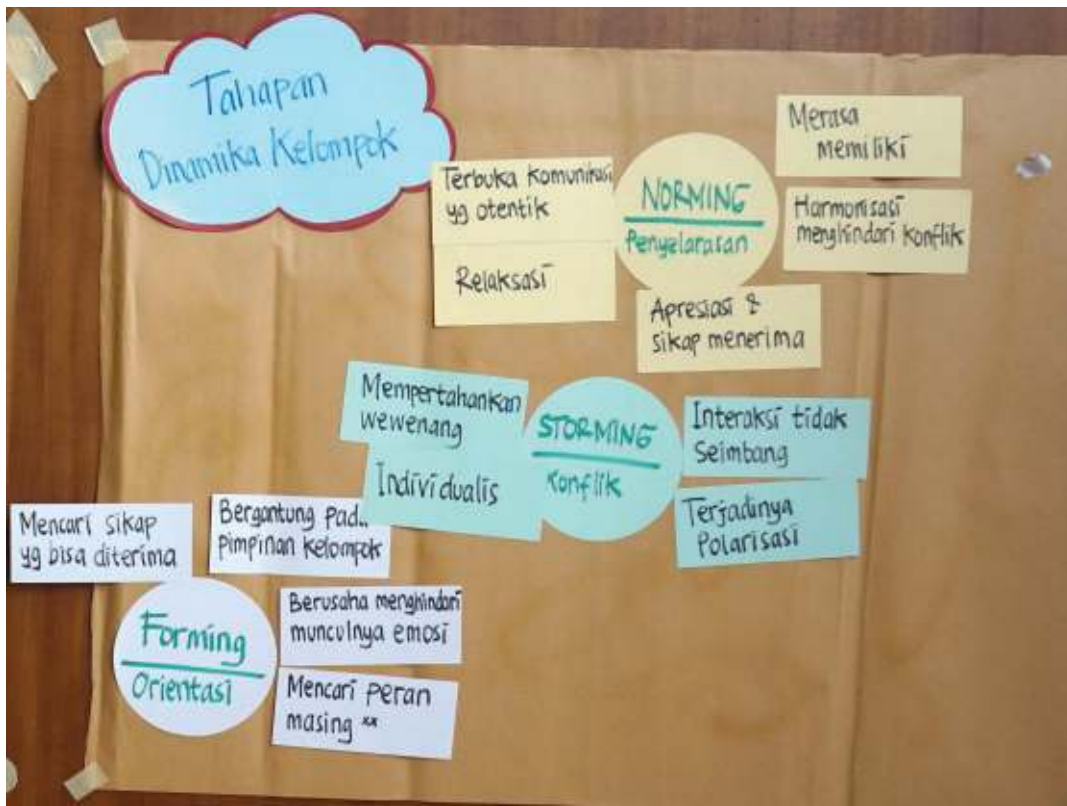 Tahapan
Dinamika Kelompok
Terbuka Komunikasi
yg otentik
Relaksasi
NORMING
Penyelarasan
Merasa
memiliki
Harmonisasi
menghindari Konflik
Apresiasi &
sikap menerima
Mempertahankan
wewenang
Individualis
STORMING
Konflik
Interaksi tidak
Seimbang
Terjadinya
Polarisasi
Mencari sikap
yg bisa diterima
Bergantung pada
pimpinan kelompok
Forming
Orientasi
Berusaha menghindari
munculnya emosi
Mencari peran
masing **